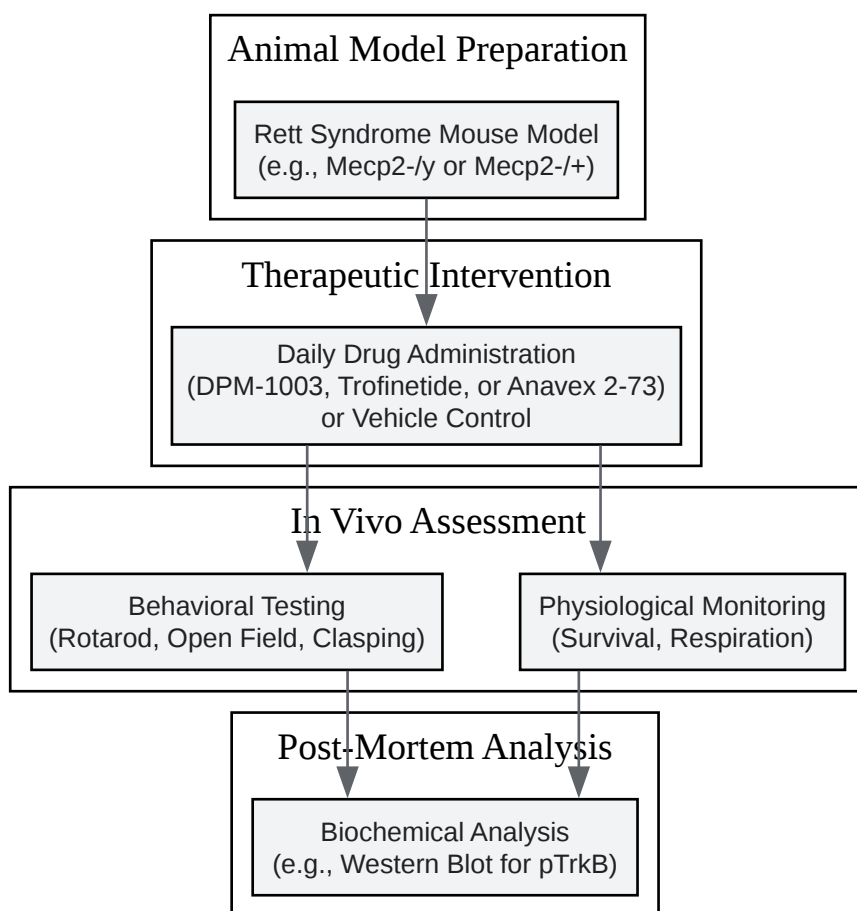 Animal Model Preparation
Rett Syndrome Mouse Model
(e.g., Mecp2-/y or Mecp2-/+)
Therapeutic Intervention
Daily Drug Administration
(DPM-1003, Trofinetide, or Anavex 2-73)
or Vehicle Control
In Vivo Assessment
Behavioral Testing
(Rotarod, Open Field, Clasping)
Physiological Monitoring
(Survival, Respiration)
Post-Mortem Analysis
Biochemical Analysis
(e.g., Western Blot for pTrkB)